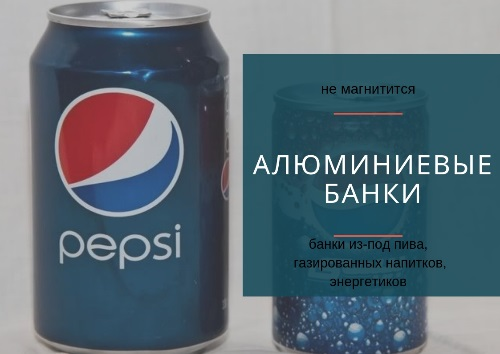 pepsi
не магнитится
АЛЮМИНИЕВЫЕ
БАНКИ
банки из-под пива,
газированных напитков,
энергетиков